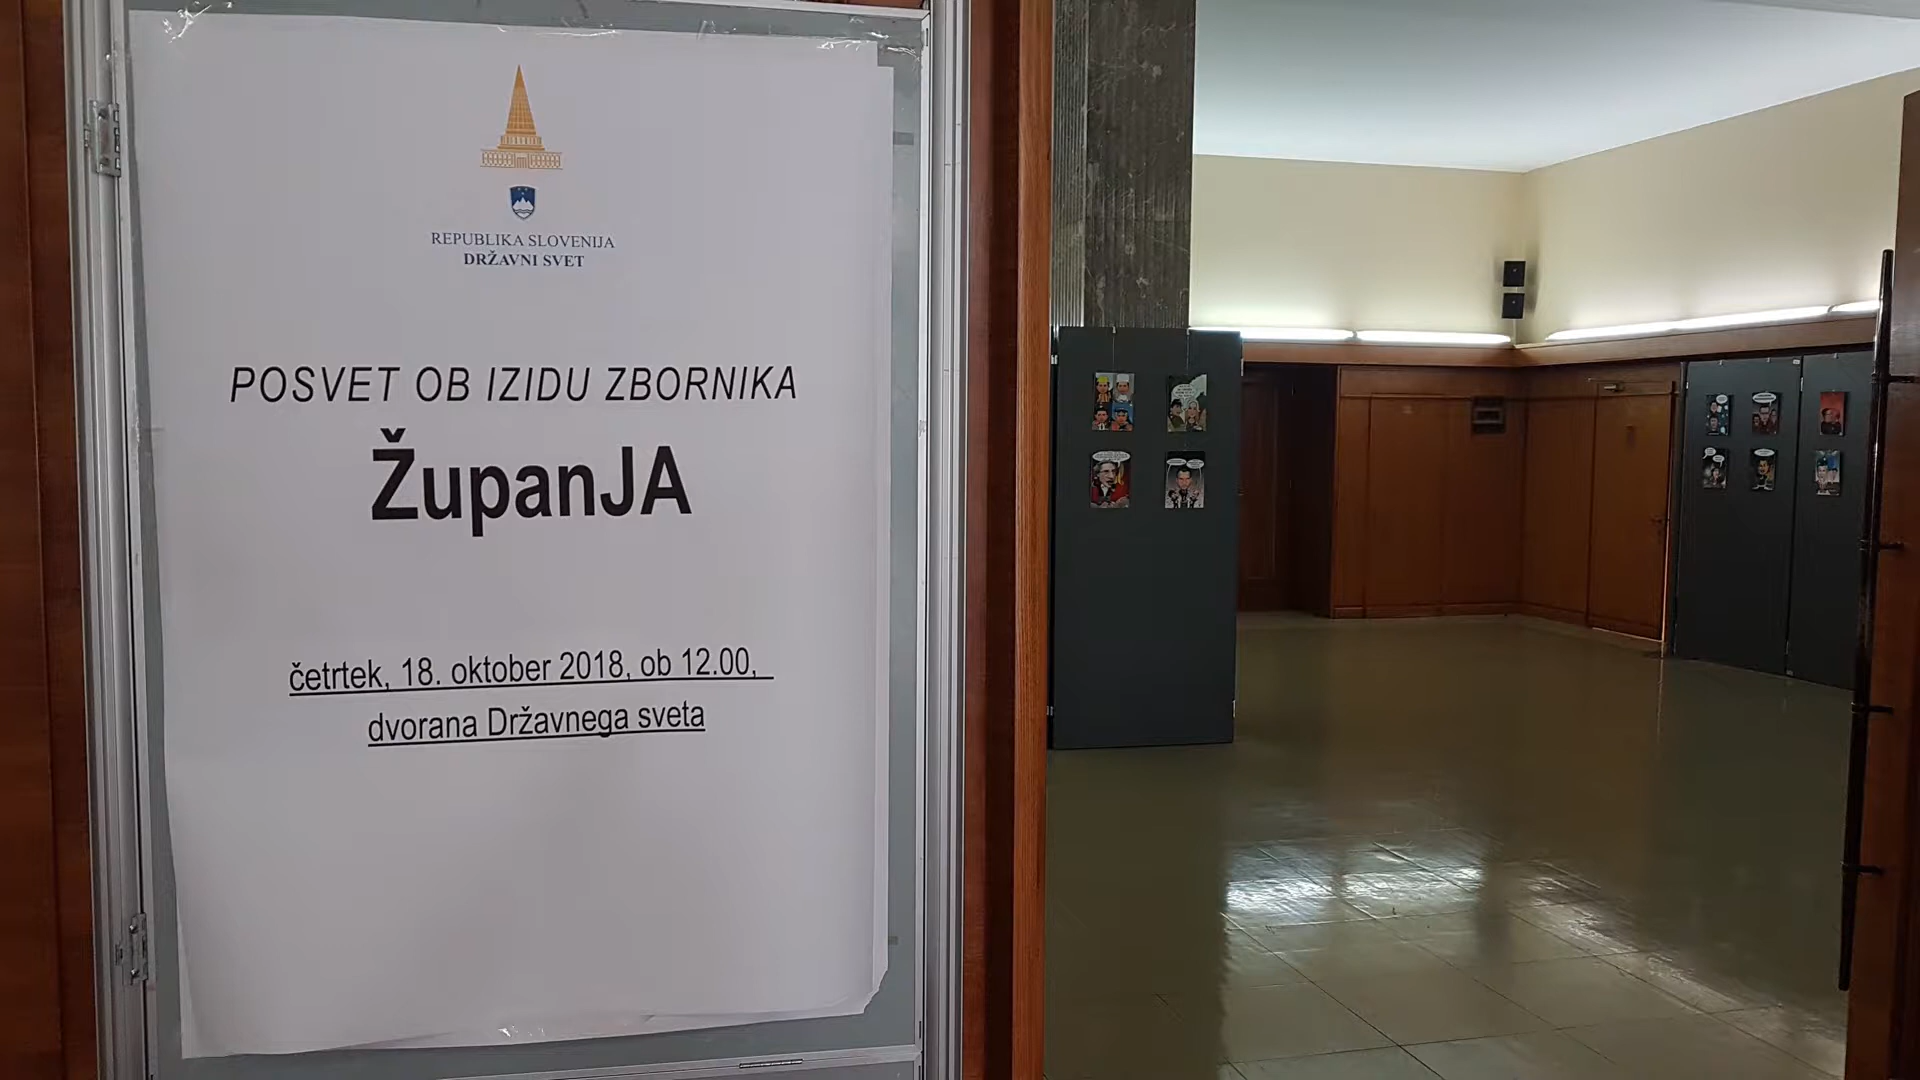 REPUBLIKA SLOVENIJA
DRŽAVNI SVET
POSVET OB IZIDU ZBORNIKA
ŽupanJA
četrtek, 18. oktober 2018, ob 12.00,
dvorana Državnega sveta